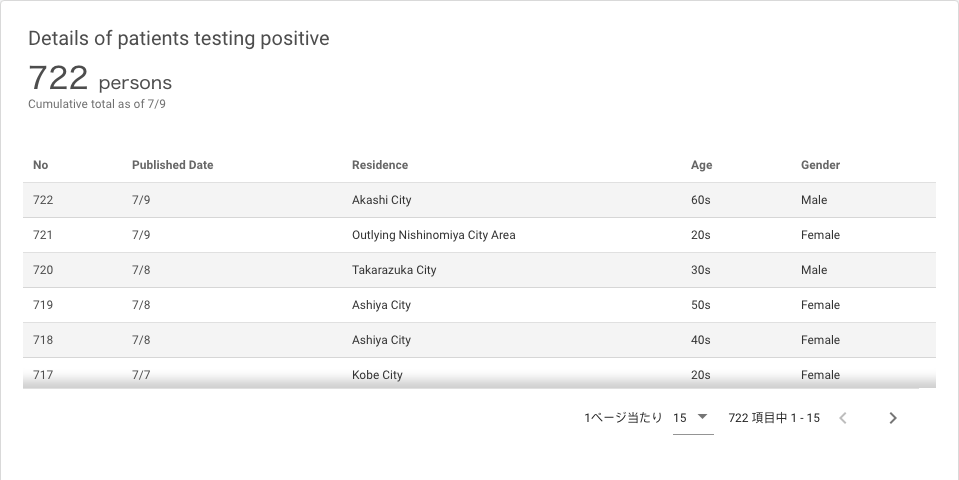 Details of patients testing positive
722 persons
Cumulative total as of 7/9
No Published Date Residence Age Gender
722 7/9 Akashi City 60s Male
721 7/9 Outlying Nishinomiya City Area 20s Female
720 7/8 Takarazuka City 30s Male
719 7/8 Ashiya City 50s Female
718 7/8 Ashiya City 40s Female
717 7/7 Kobe City 20s Female
1ページ当たり 15 722 項目中 1 - 15